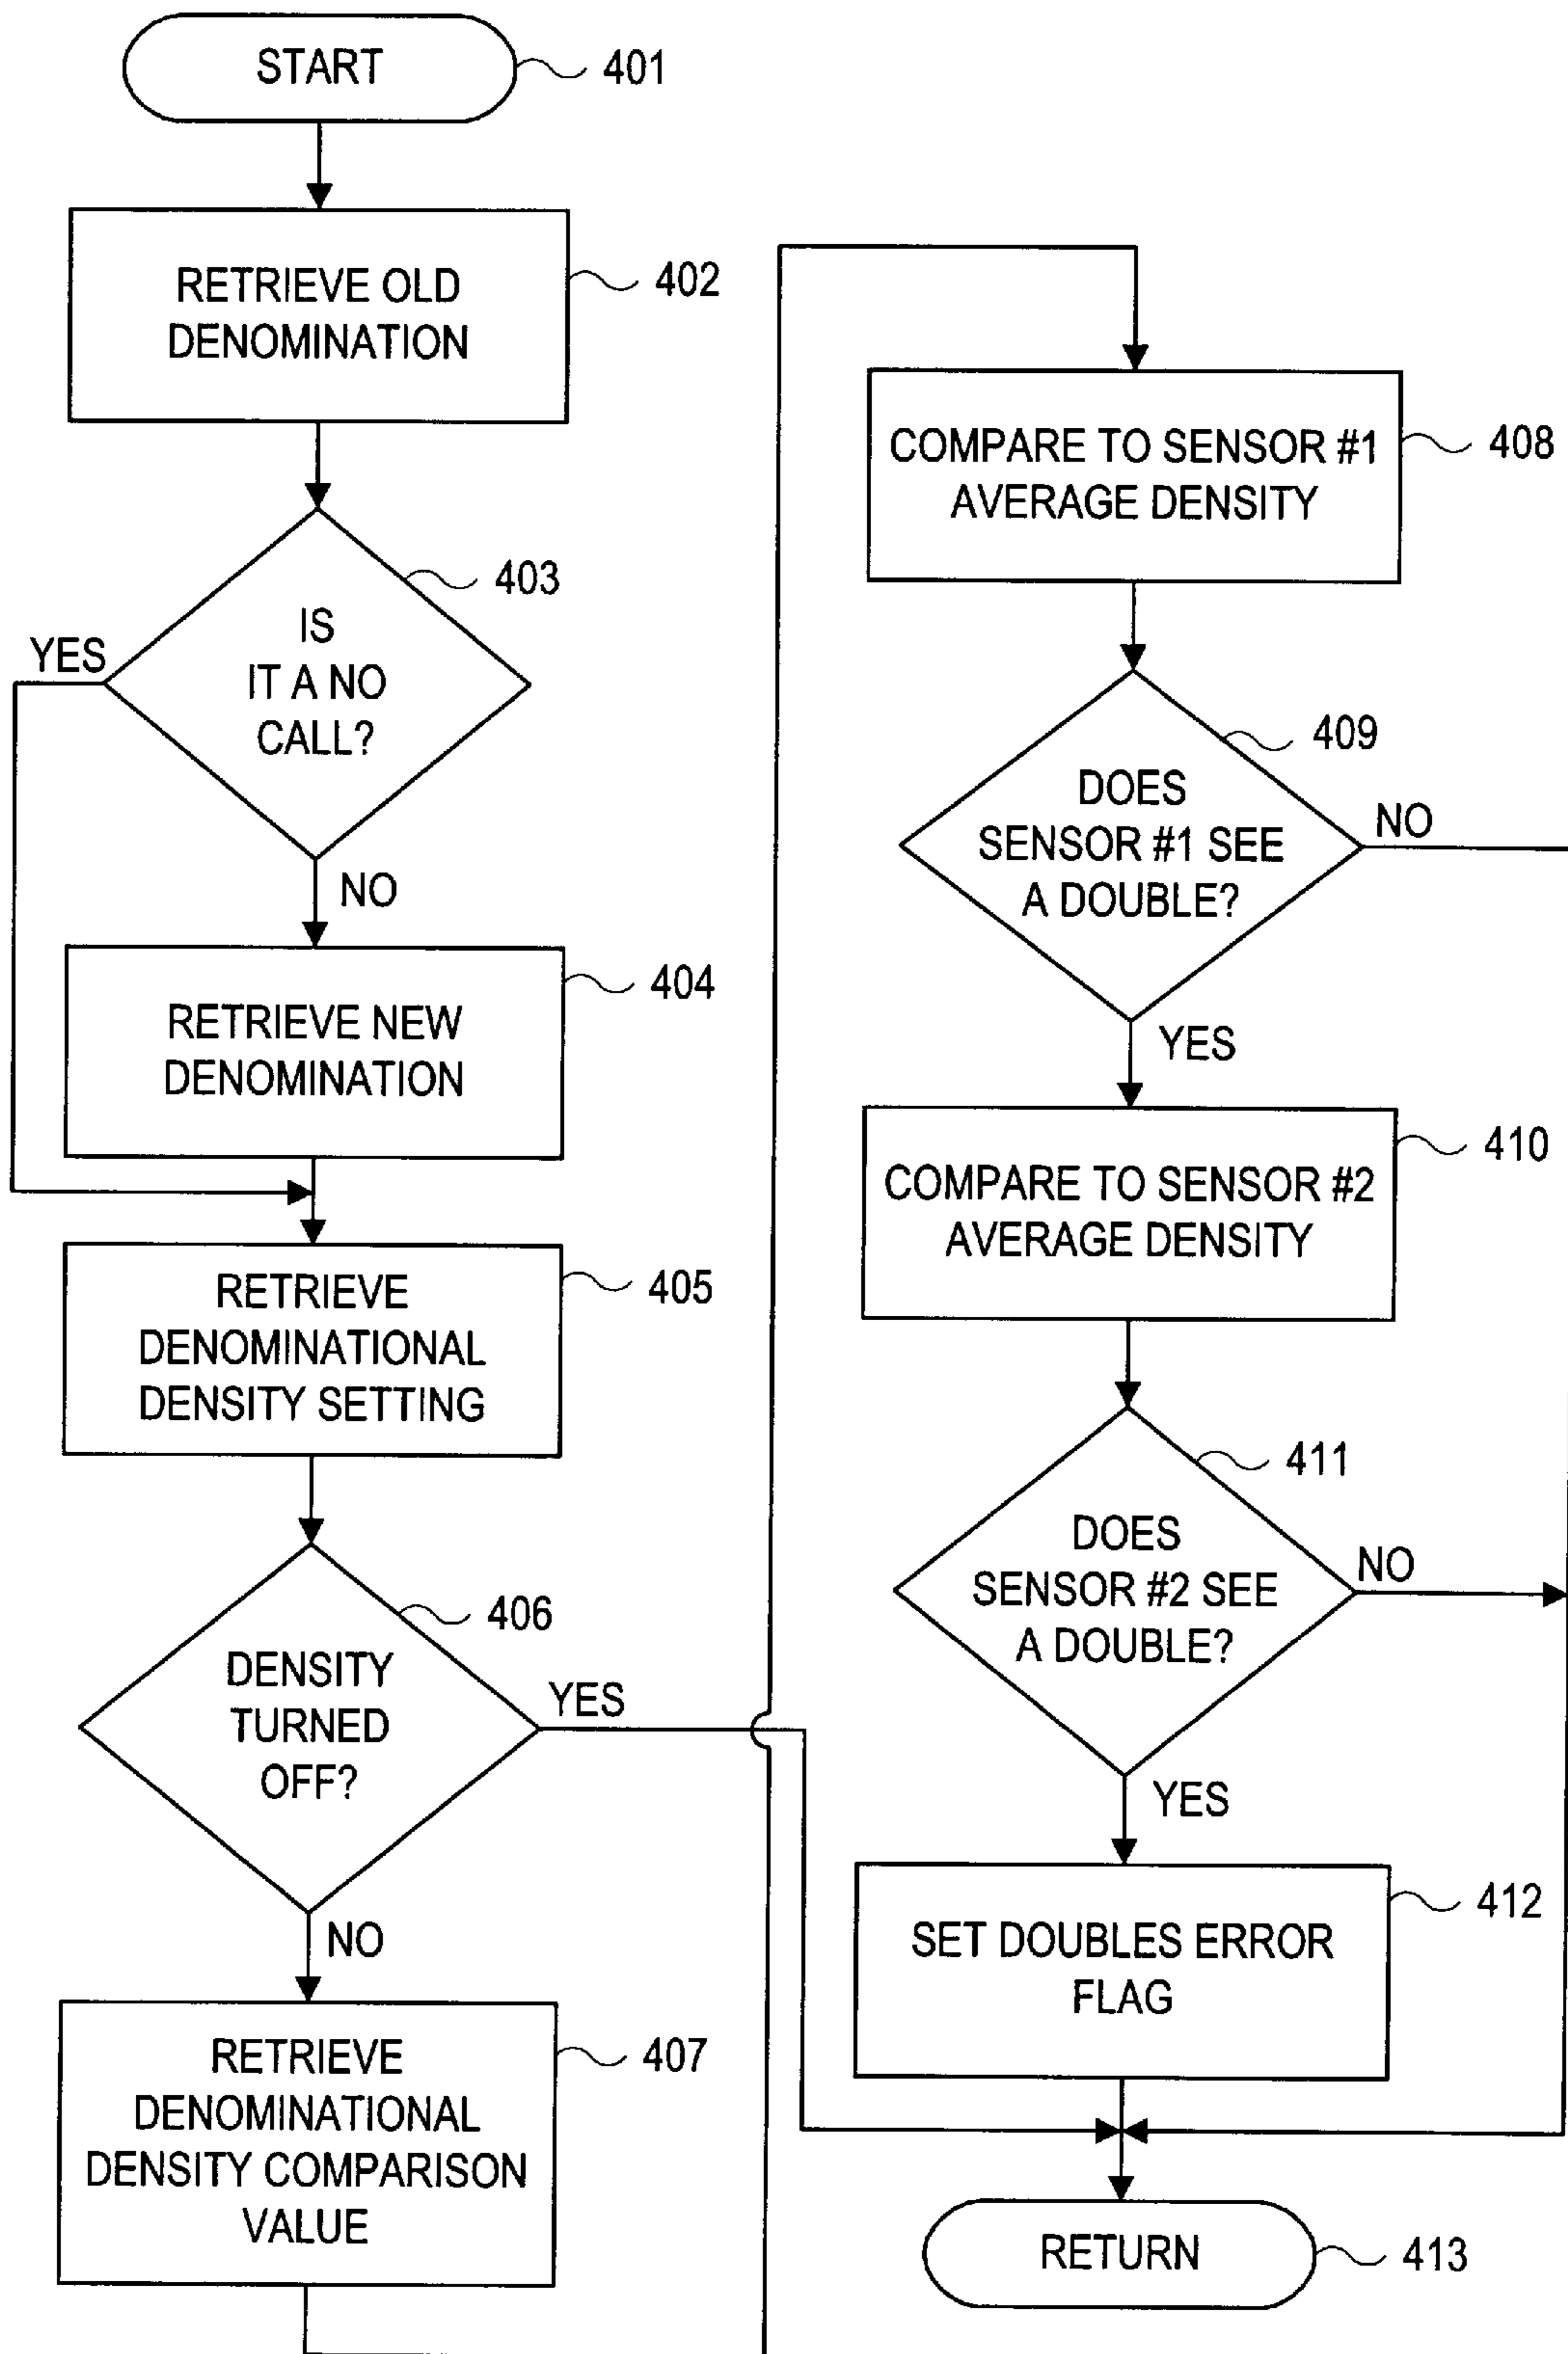 START
401
RETRIEVE OLD
DENOMINATION
402
403
IS
IT A NO
CALL?
YES
NO
404
RETRIEVE NEW
DENOMINATION
405
RETRIEVE
DENOMINATIONAL
DENSITY SETTING
406
DENSITY
TURNED
OFF?
YES
NO
407
RETRIEVE
DENOMINATIONAL
DENSITY COMPARISON
VALUE
COMPARE TO SENSOR #1
AVERAGE DENSITY
408
409
DOES
SENSOR #1 SEE
A DOUBLE?
NO
YES
410
COMPARE TO SENSOR #2
AVERAGE DENSITY
411
DOES
SENSOR #2 SEE
A DOUBLE?
NO
YES
412
SET DOUBLES ERROR
FLAG
RETURN
413